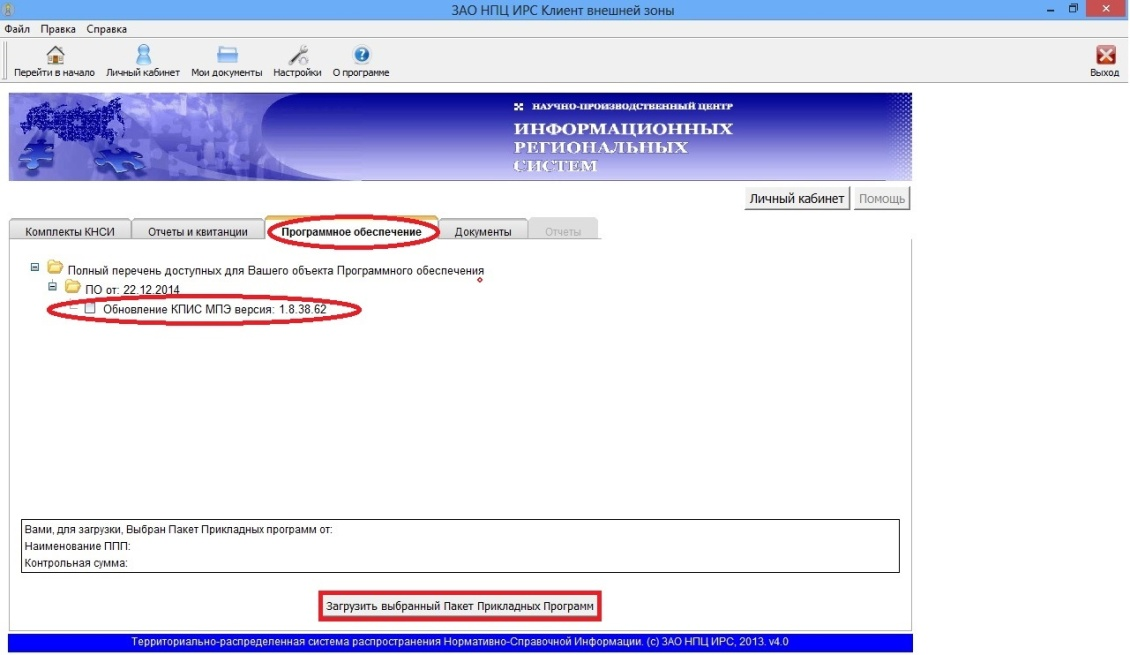 ЗАО НПЦ ИРС Клиент внешней зоны
Файл Правка Справка
Перейти в начало Личный кабинет Мои документы Настройки О программе Выход
НАУЧНО-ПРОИЗВОДСТВЕННЫЙ ЦЕНТР
ИНФОРМАЦИОННЫХ
РЕГИОНАЛЬНЫХ
СИСТЕМ
Личный кабинет Помощь
Комплекты КНСИ Отчеты и квитанции Программное обеспечение Документы Отчеты
Полный перечень доступных для Вашего объекта Программного обеспечения
ПО от: 22.12.2014
Обновление КПИС МПЭ версия: 1.8.38.62
Вами, для загрузки, Выбран Пакет Прикладных программ от:
Наименование ППП:
Контрольная сумма:
Загрузить выбранный Пакет Прикладных Программ
Территориально-распределенная система распространения Нормативно-Справочной Информации. (c) ЗАО НПЦ ИРС, 2013. v4.0